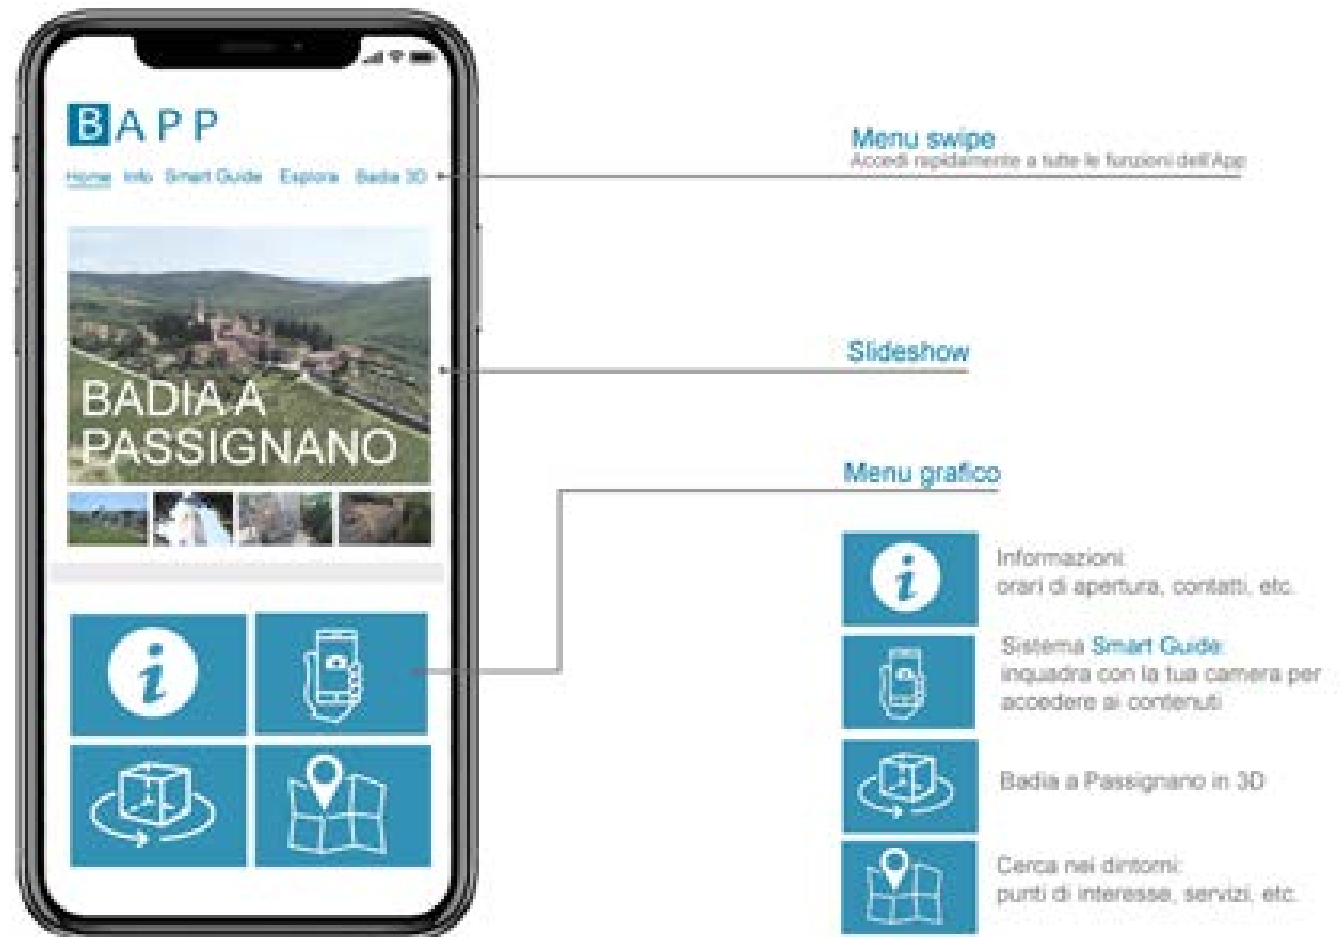 BAPP
Home Info Smart Guide Esplora Badia 3D
BADIA A
PASSIGNANO
Menu swipe
Accedi rapidamente a tutte le funzioni dell'App
Slideshow
Menu grafico
Informazioni:
orari di apertura, contatti, etc.
Sistema Smart Guide:
inquadra con la tua camera per
accedere ai contenuti
Badia a Passignano in 3D
Cerca nei dintorni:
punti di interesse, servizi, etc.